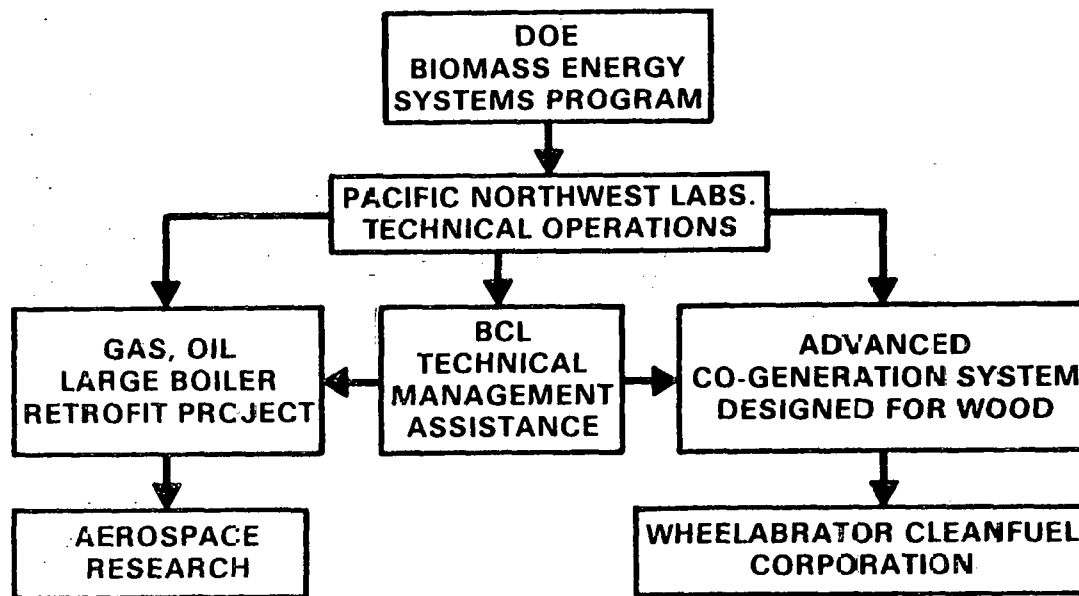 DOE
BIOMASS ENERGY
SYSTEMS PROGRAM
PACIFIC NORTHWEST LABS.
TECHNICAL OPERATIONS
GAS, OIL
LARGE BOILER
RETROFIT PROJECT
BCL
TECHNICAL
MANAGEMENT
ASSISTANCE
ADVANCED
CO-GENERATION SYSTEM
DESIGNED FOR WOOD
AEROSPACE
RESEARCH
WHEELABRATOR CLEANFUEL
CORPORATION